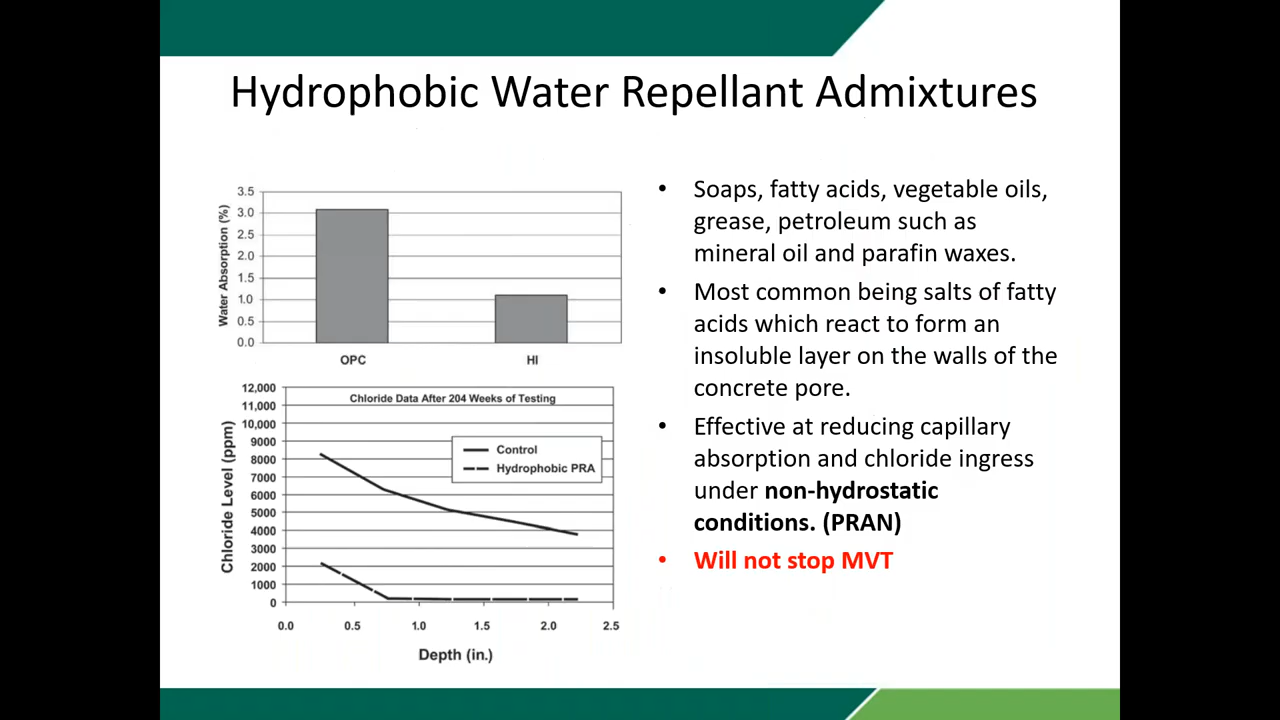 Hydrophobic Water Repellant Admixtures
3.5
3.0
2.5
2.0
1.5
1.0
0.5
0.0
Water Absorption (%)
OPC
HI
12,000
11,000
10,000
9000
8000
7000
6000
5000
4000
3000
2000
1000
0
Chloride Level (ppm)
Chloride Data After 204 Weeks of Testing
Control
Hydrophobic PRA
0.0
0.5
1.0
1.5
2.0
2.5
Depth (in.)
• Soaps, fatty acids, vegetable oils,
grease, petroleum such as
mineral oil and parafin waxes.
• Most common being salts of fatty
acids which react to form an
insoluble layer on the walls of the
concrete pore.
• Effective at reducing capillary
absorption and chloride ingress
under non-hydrostatic
conditions. (PRAN)
• Will not stop MVT